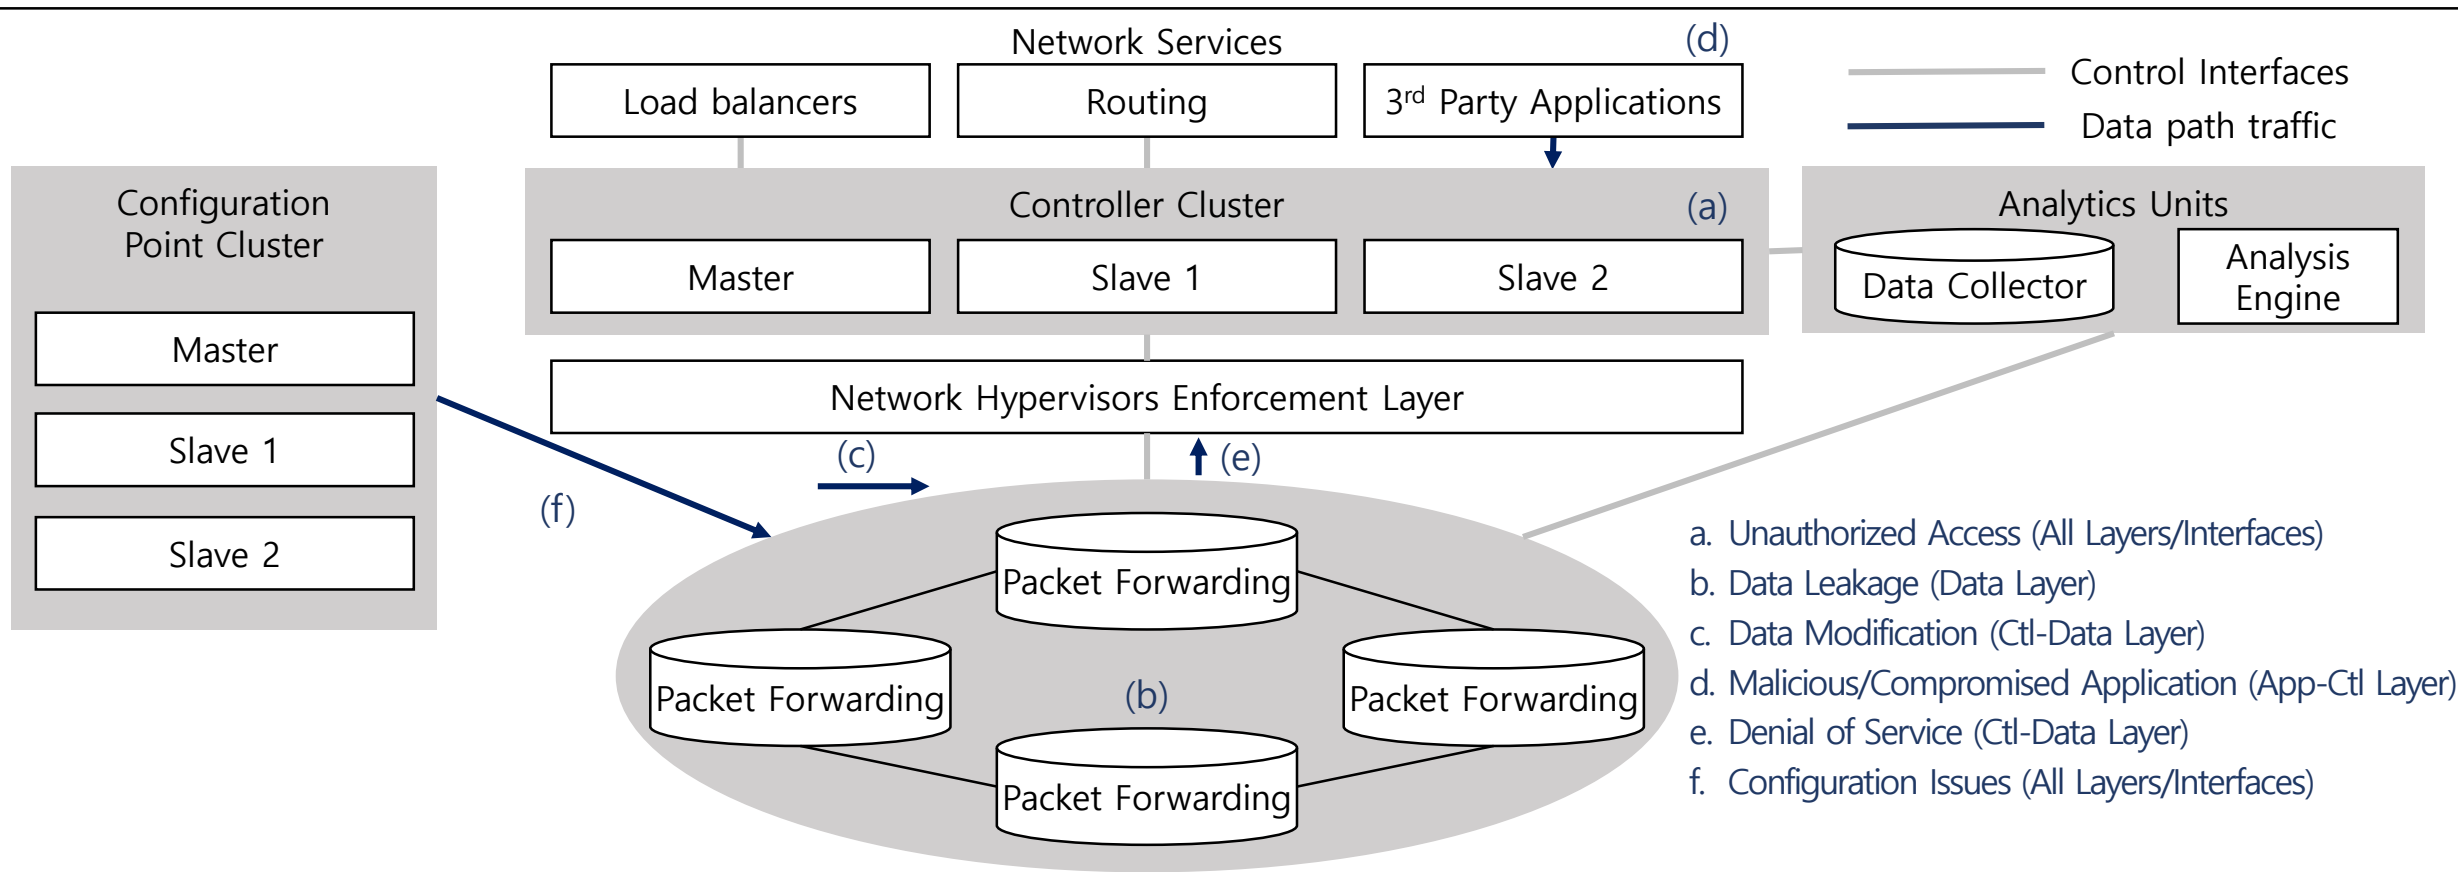 Network Services
(d)
Load balancers
Routing
3rd Party Applications
Control Interfaces
Data path traffic
Configuration
Point Cluster
Master
Slave 1
Slave 2
Controller Cluster
(a)
Master
Slave 1
Slave 2
Analytics Units
Data Collector
Analysis
Engine
Network Hypervisors Enforcement Layer
(c)
(e)
(f)
Packet Forwarding
Packet Forwarding
(b)
Packet Forwarding
Packet Forwarding
a. Unauthorized Access (All Layers/Interfaces)
b. Data Leakage (Data Layer)
c. Data Modification (Ctl-Data Layer)
d. Malicious/Compromised Application (App-Ctl Layer)
e. Denial of Service (Ctl-Data Layer)
f. Configuration Issues (All Layers/Interfaces)